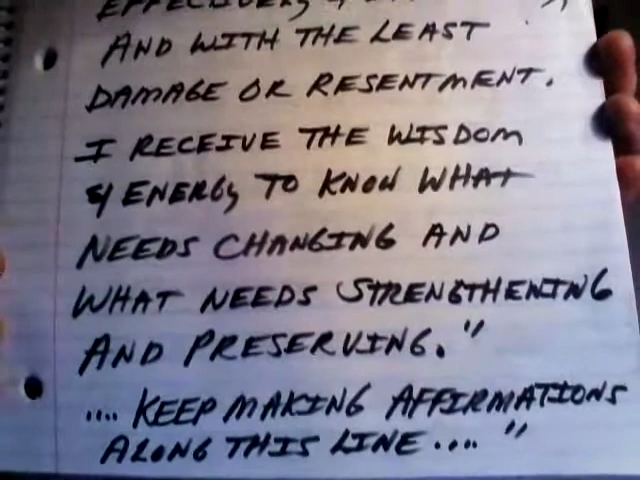 EFFECTIVELY &
AND WITH THE LEAST
DAMAGE OR RESENTMENT.
I RECEIVE THE WISDOM
& ENERGY TO KNOW WHAT
NEEDS CHANGING AND
WHAT NEEDS STRENGTHENING
AND PRESERVING."
.... KEEP MAKING AFFIRMATIONS
ALONG THIS LINE .... "